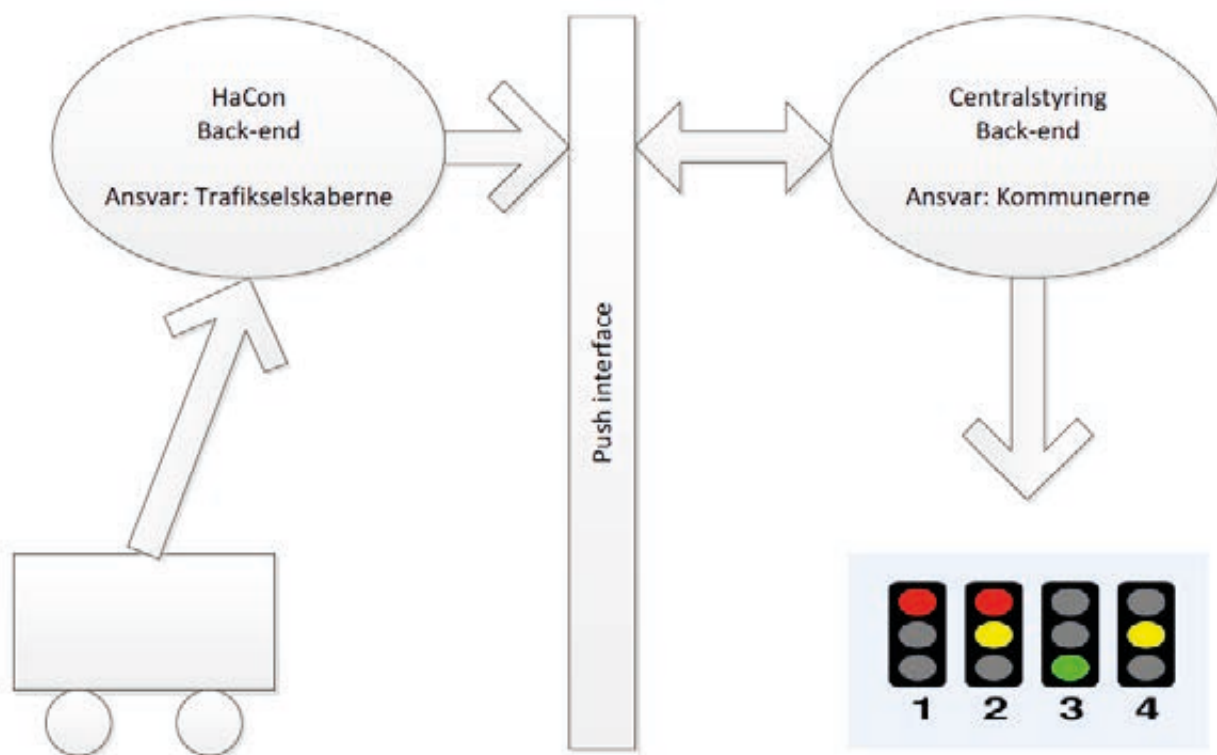 HaCon
Back-end
Ansvar: Trafikselskaberne
Push interface
Centralstyring
Back-end
Ansvar: Kommunerne
1 2 3 4